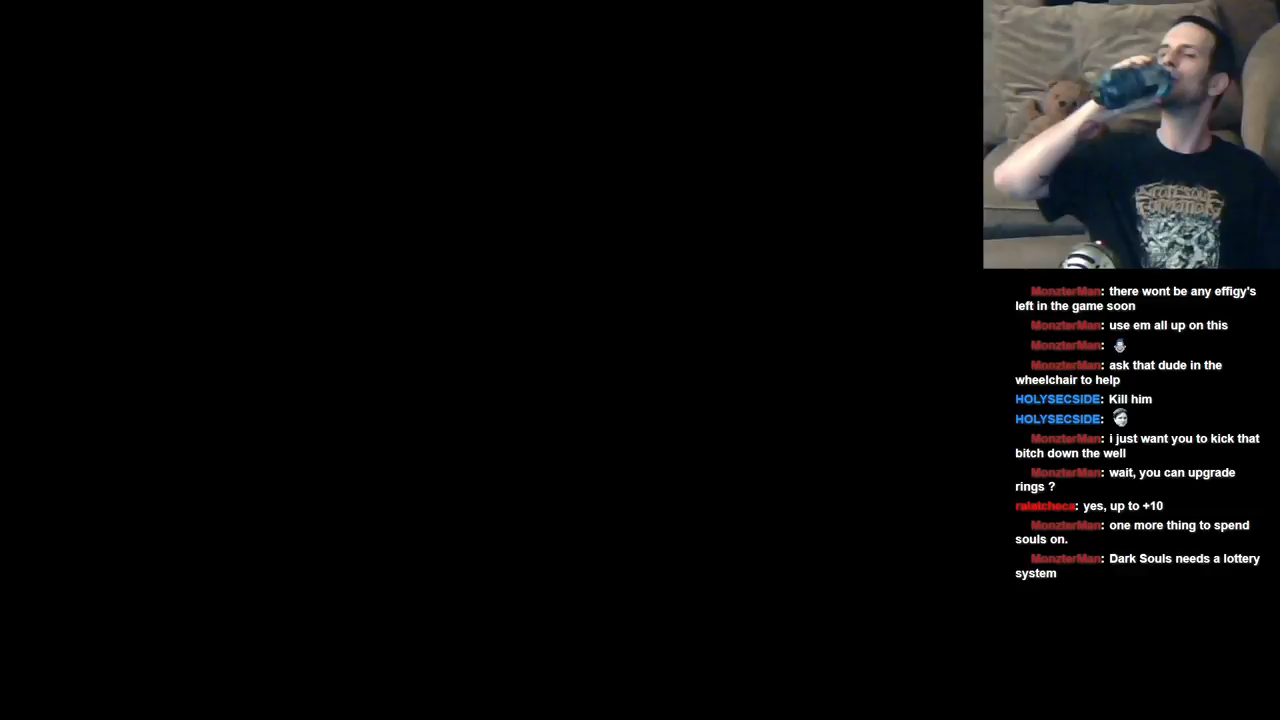 MonzterMan: there wont be any effigy's
left in the game soon
MonzterMan: use em all up on this
MonzterMan:
MonzterMan: ask that dude in the
wheelchair to help
HOLYSECSIDE: Kill him
HOLYSECSIDE:
MonzterMan: i just want you to kick that
bitch down the well
MonzterMan: wait, you can upgrade
rings ?
: yes, up to +10
MonzterMan: one more thing to spend
souls on.
MonzterMan: Dark Souls needs a lottery
system